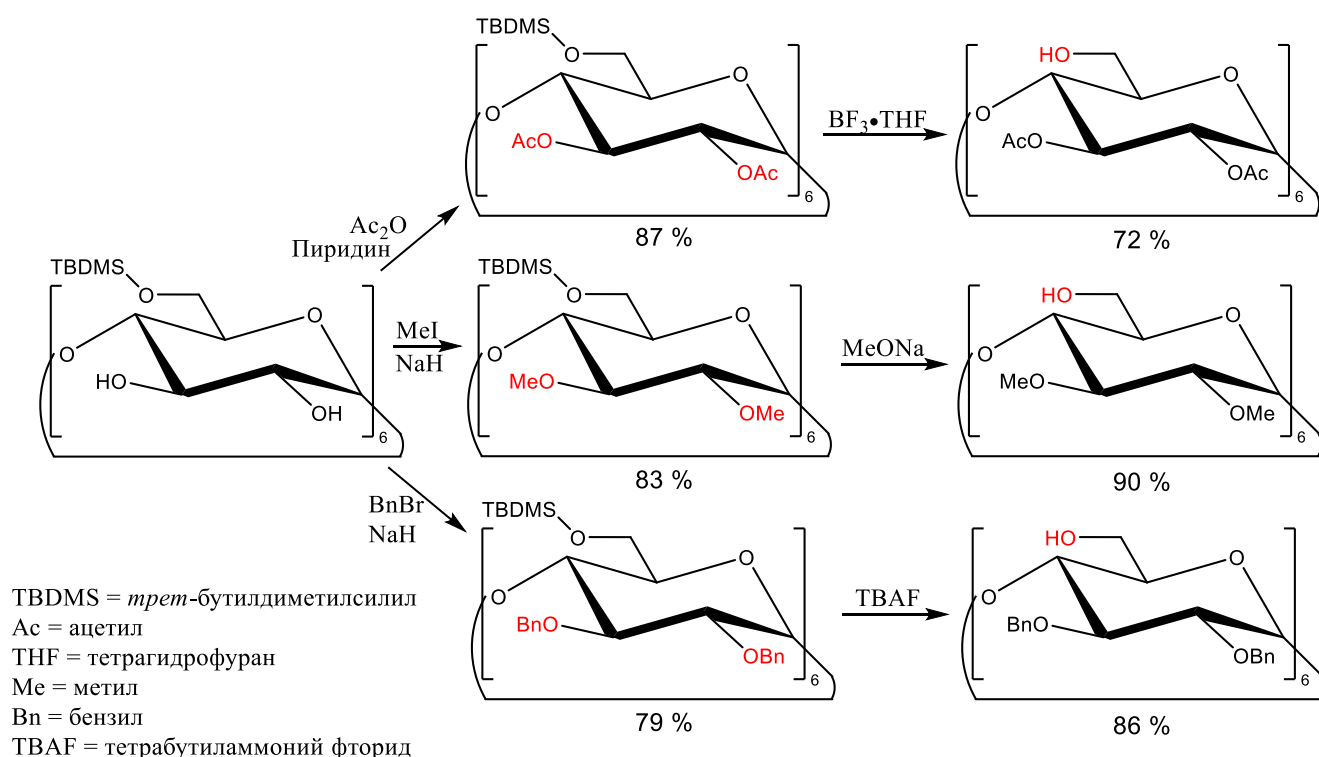 TBDMS
O
O
O
AcO
OAc
6
87 %
BF₃•THF
HO
O
O
AcO
OAc
6
72 %
Ac₂O
Пиридин
TBDMS
O
O
O
HO
OH
6
MeI
NaH
TBDMS
O
O
O
MeO
OMe
6
83 %
MeONa
HO
O
O
MeO
OMe
6
90 %
BnBr
NaH
TBDMS
O
O
O
BnO
OBn
6
79 %
TBAF
HO
O
O
BnO
OBn
6
86 %
TBDMS = трет-бутилдиметилсилил
Ac = ацетил
THF = тетрагидрофуран
Me = метил
Bn = бензил
TBAF = тетрабутиламмоний фторид